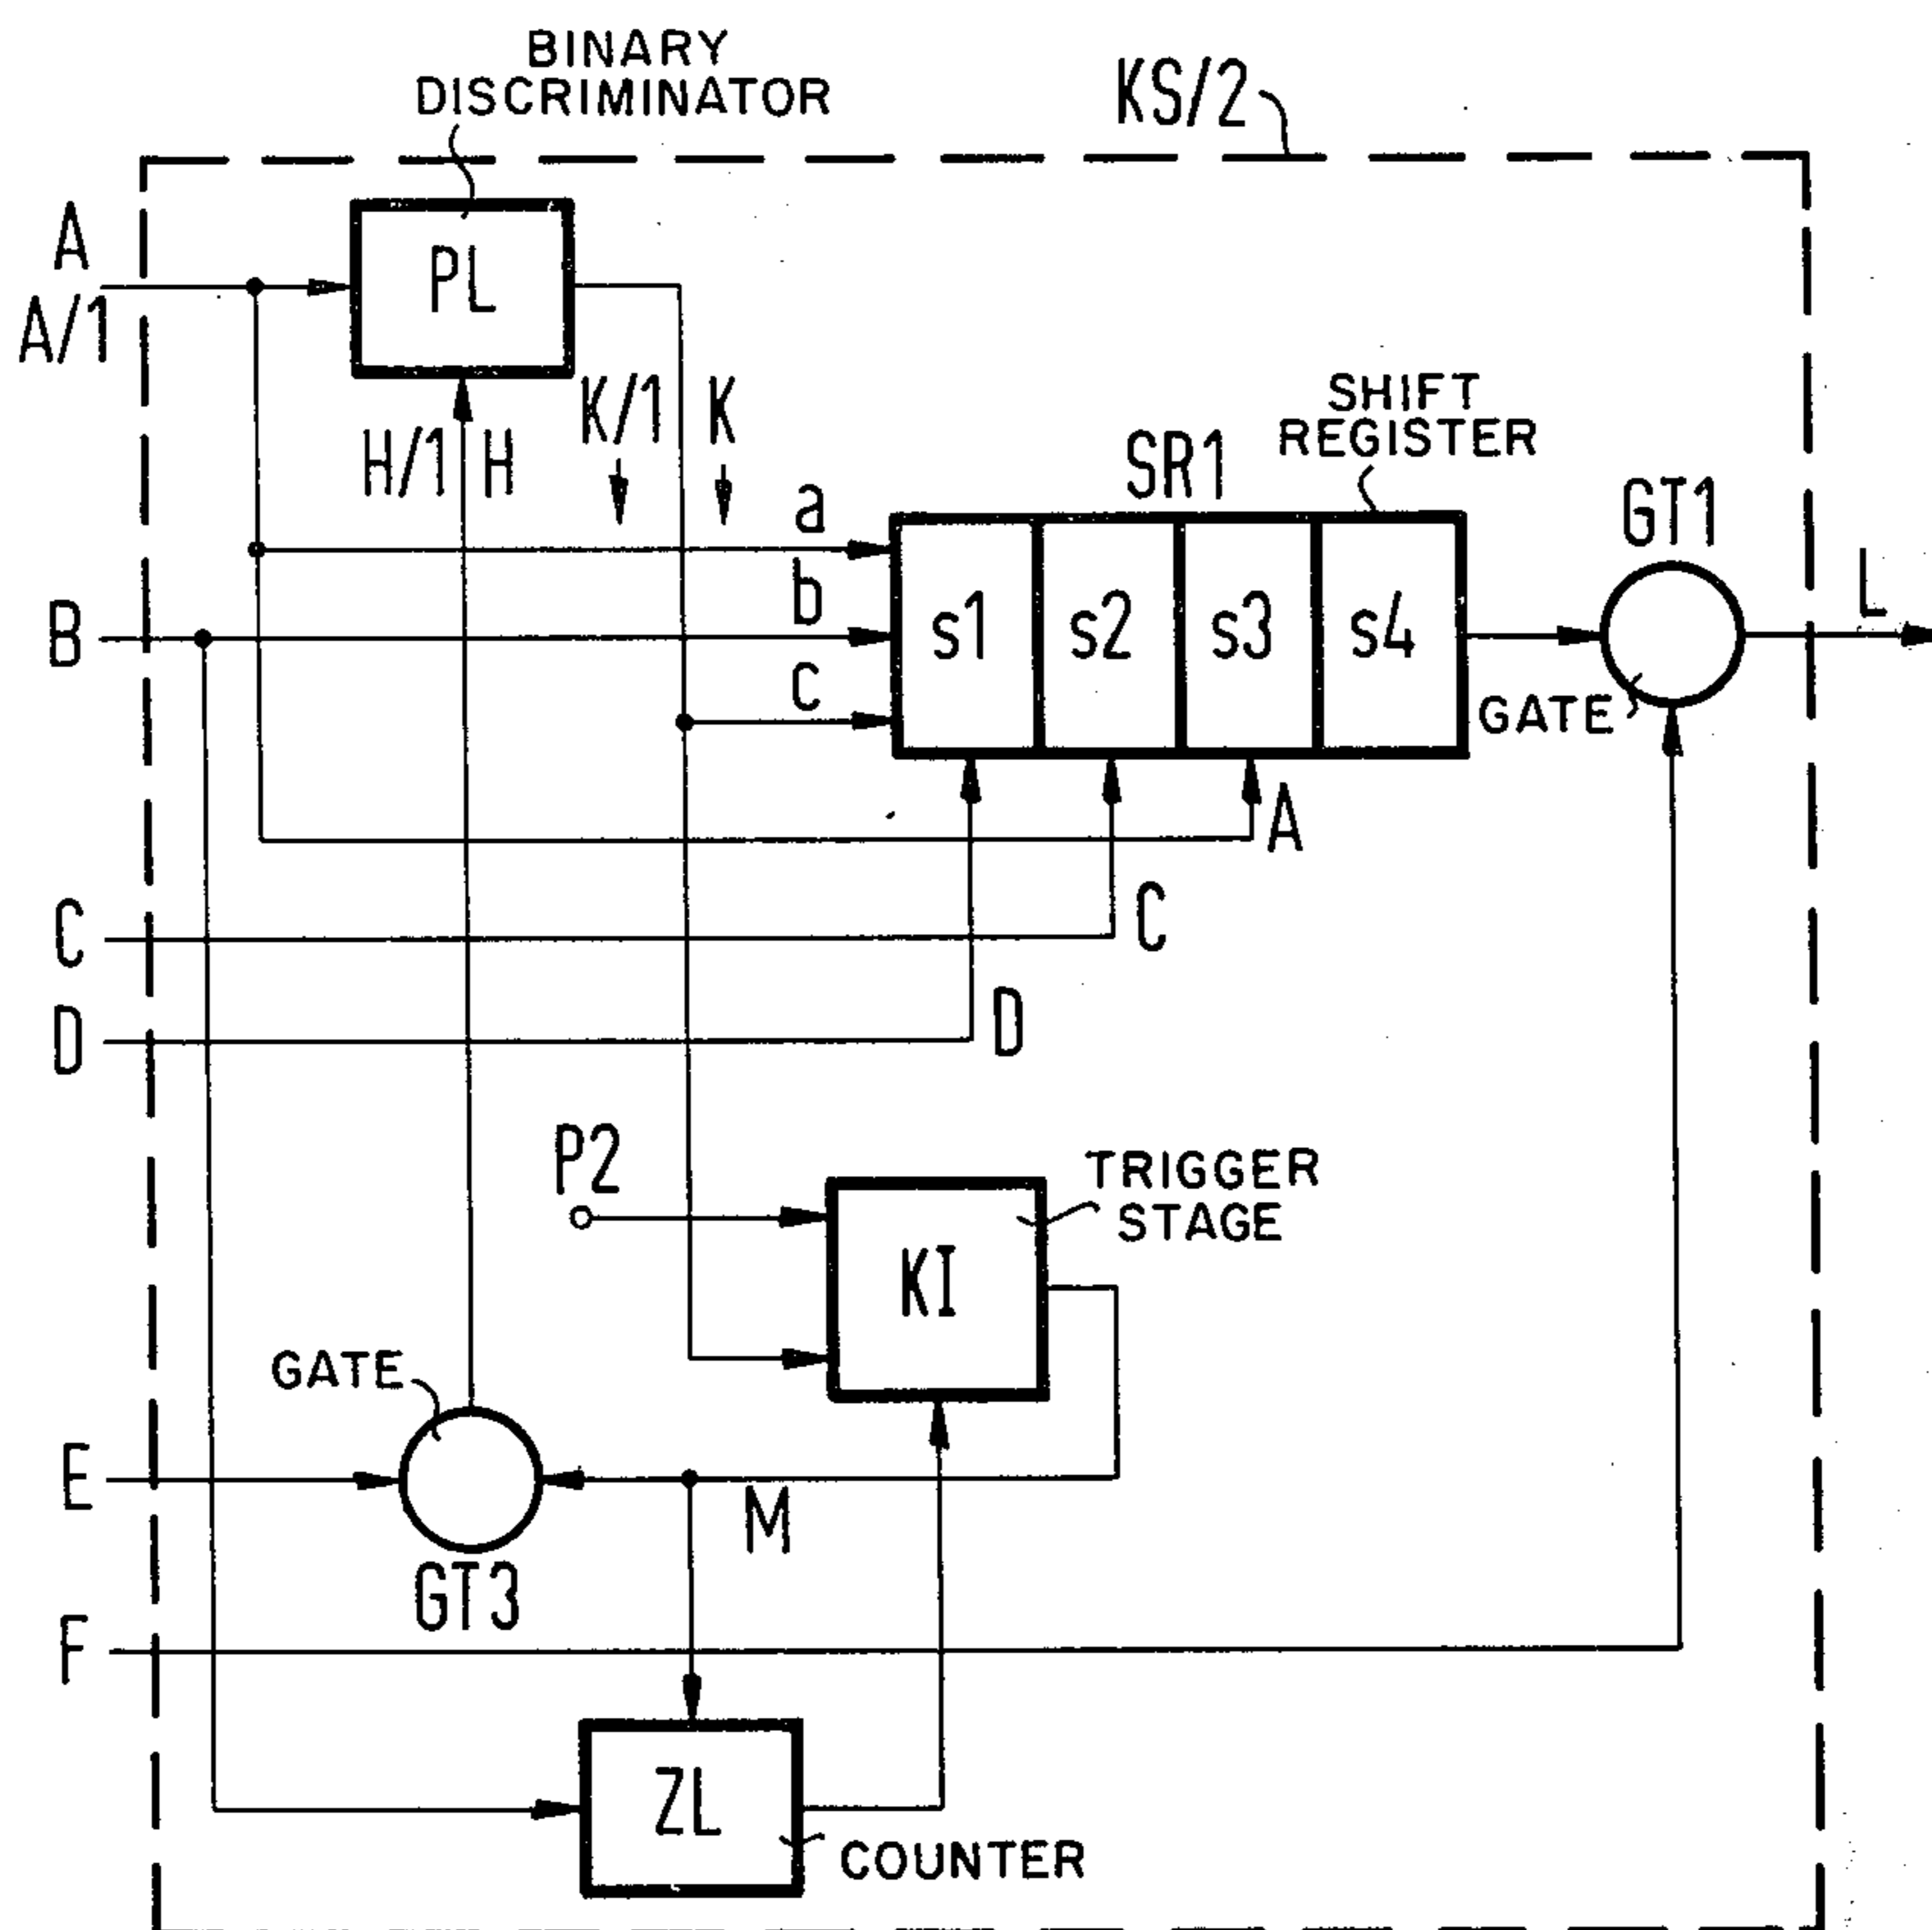 BINARY
DISCRIMINATOR
KS/2
A
A/1
PL
H/1 H
K/1 K
SHIFT
REGISTER
SR1
a
b
c
s1 s2 s3 s4
GT1
L
GATE
B
A
C
C
D
D
P2
TRIGGER
STAGE
KI
GATE
E
M
GT3
F
ZL
COUNTER